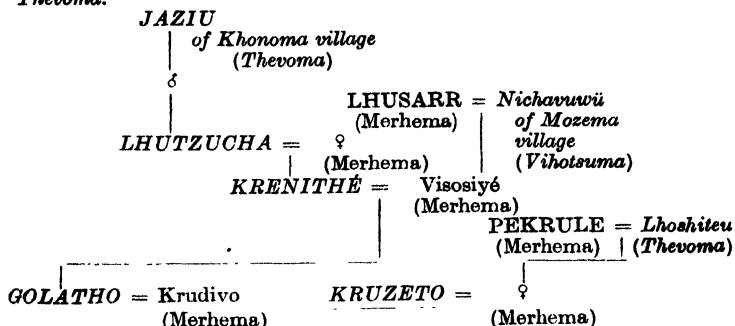 Thevoma.
JAZIU
of Khonoma village
(Thevoma)
♂
LHUSARR = Nichavuwü
(Merhema) of Mozema
village
LHUTZUCHA = ♀ (Vihotsuma)
(Merhema)
KRENITHÉ = Visosiyé
(Merhema)
PEKRULE = Lhoshiteu
(Merhema) (Thevoma)
GOLATHO = Krudivo KRUZETO = ♀
(Merhema) (Merhema)